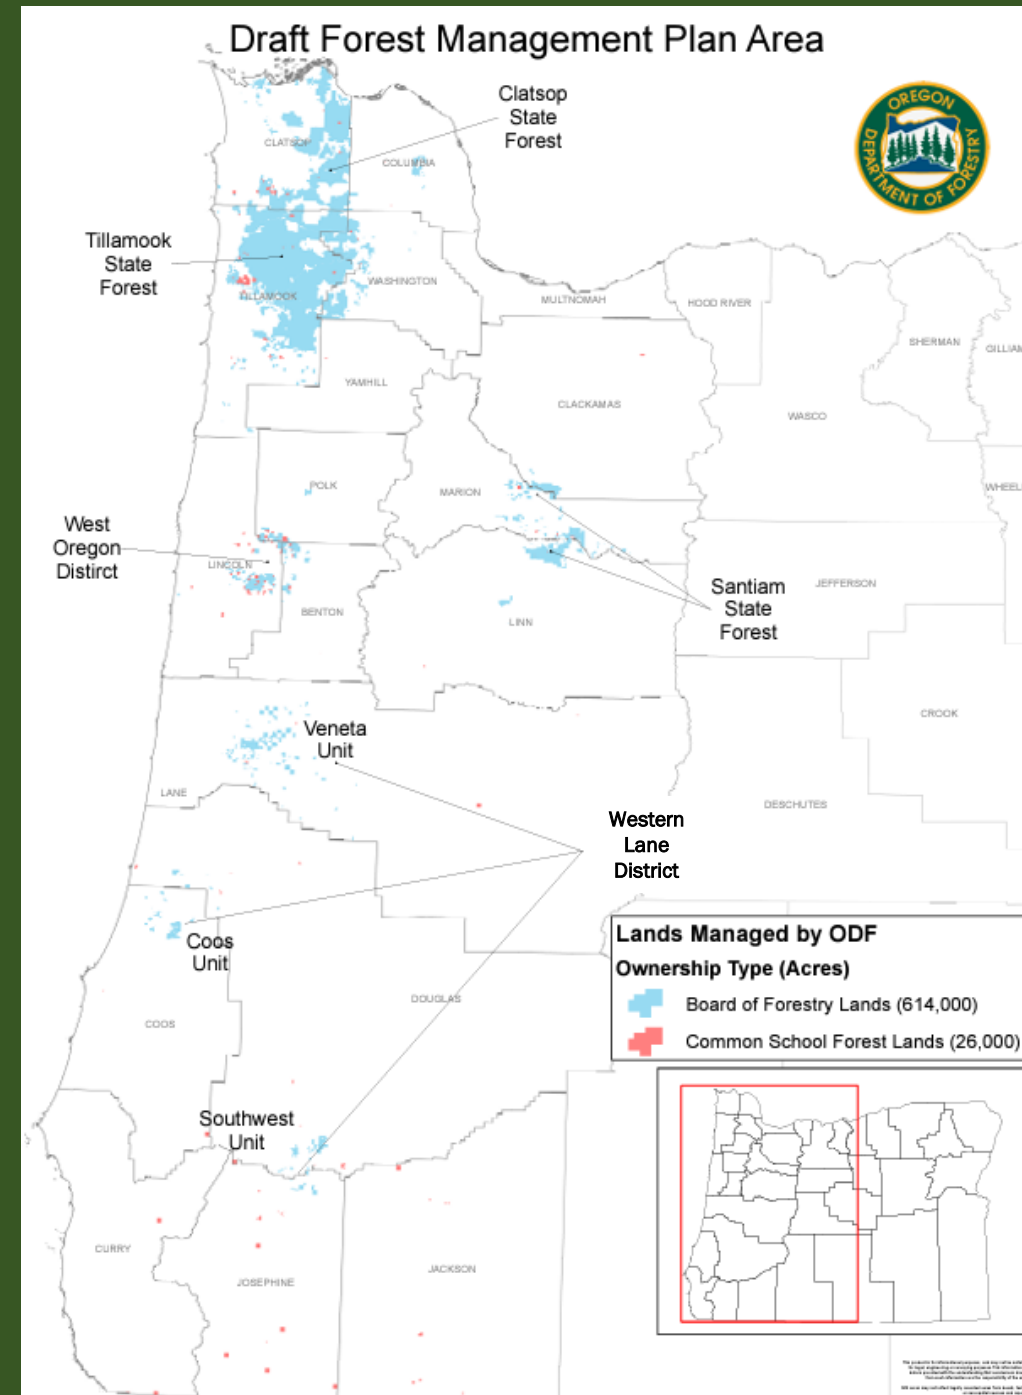 Draft Forest Management Plan Area
OREGON
DEPARTMENT OF FORESTRY
Clatsop
State
Forest
CLATSOP
COLUMBIA
Tillamook
State
Forest
TILLAMOOK
WASHINGTON
MULTNOMAH
HOOD RIVER
SHERMAN
GILLIAM
YAMHILL
CLACKAMAS
WASCO
POLK
MARION
WHEEL
West
Oregon
Distirct
LINCOLN
BENTON
LINN
Santiam
State
Forest
JEFFERSON
CROOK
Veneta
Unit
LANE
DESCHUTES
Western
Lane
District
Coos
Unit
DOUGLAS
COOS
Lands Managed by ODF
Ownership Type (Acres)
Board of Forestry Lands (614,000)
Common School Forest Lands (26,000)
Southwest
Unit
CURRY
JOSEPHINE
JACKSON